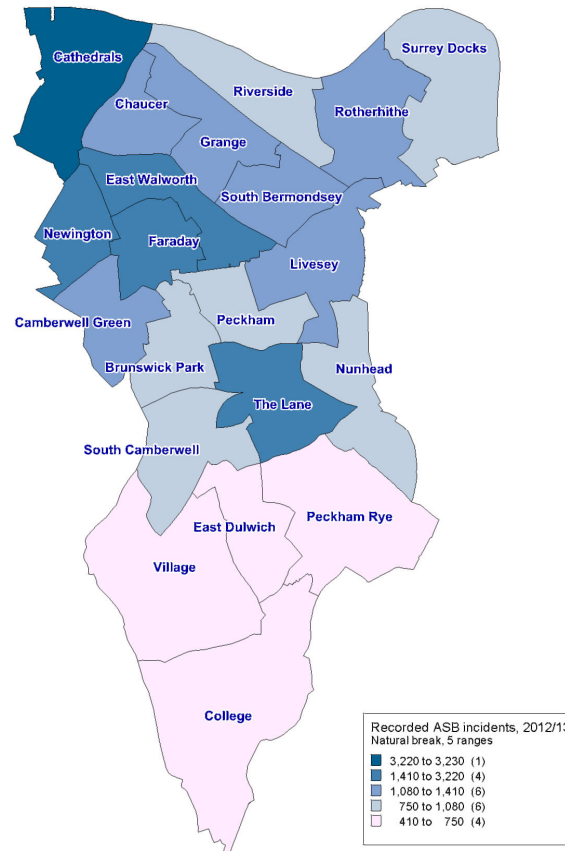 Surrey Docks
Cathedrals
Riverside
Chaucer
Rotherhithe
Grange
East Walworth
South Bermondsey
Newington
Faraday
Livesey
Camberwell Green
Peckham
Brunswick Park
Nunhead
The Lane
South Camberwell
Peckham Rye
East Dulwich
Village
College
Recorded ASB incidents, 2012/13
Natural break, 5 ranges
3,220 to 3,230 (1)
1,410 to 3,220 (4)
1,080 to 1,410 (6)
750 to 1,080 (6)
410 to 750 (4)